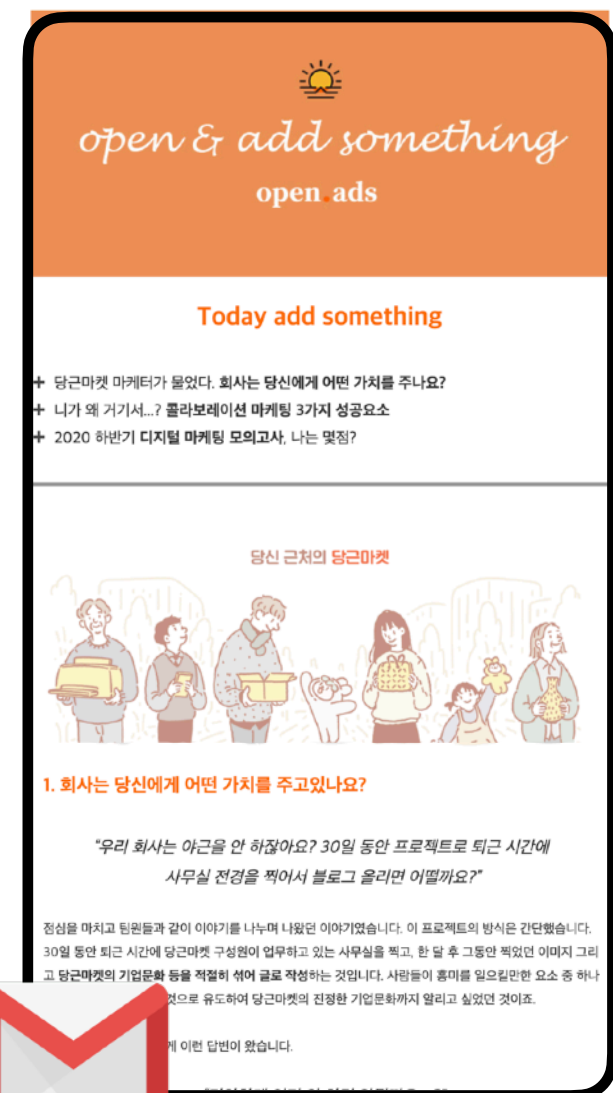 open & add something
open.ads
Today add something
+ 당근마켓 마케터가 물었다. 회사는 당신에게 어떤 가치를 주나요?
+ 니가 왜 거기서...? 콜라보레이션 마케팅 3가지 성공요소
+ 2020 하반기 디지털 마케팅 모의고사, 나는 몇점?
당신 근처의 당근마켓
1. 회사는 당신에게 어떤 가치를 주고있나요?
"우리 회사는 야근을 안 하잖아요? 30일 동안 프로젝트로 퇴근 시간에
사무실 전경을 찍어서 블로그 올리면 어떨까요?"
점심을 마치고 팀원들과 같이 이야기를 나누며 나왔던 이야기였습니다. 이 프로젝트의 방식은 간단했습니다.
30일 동안 퇴근 시간에 당근마켓 구성원이 업무하고 있는 사무실을 찍고, 한 달 후 그동안 찍었던 이미지 그리
고 당근마켓의 기업문화 등을 적절히 섞어 글로 작성하는 것입니다. 사람들이 흥미를 일으킬만한 요소 중 하나
것으로 유도하여 당근마켓의 진정한 기업문화까지 알리고 싶었던 것이죠.
게 이런 답변이 왔습니다.